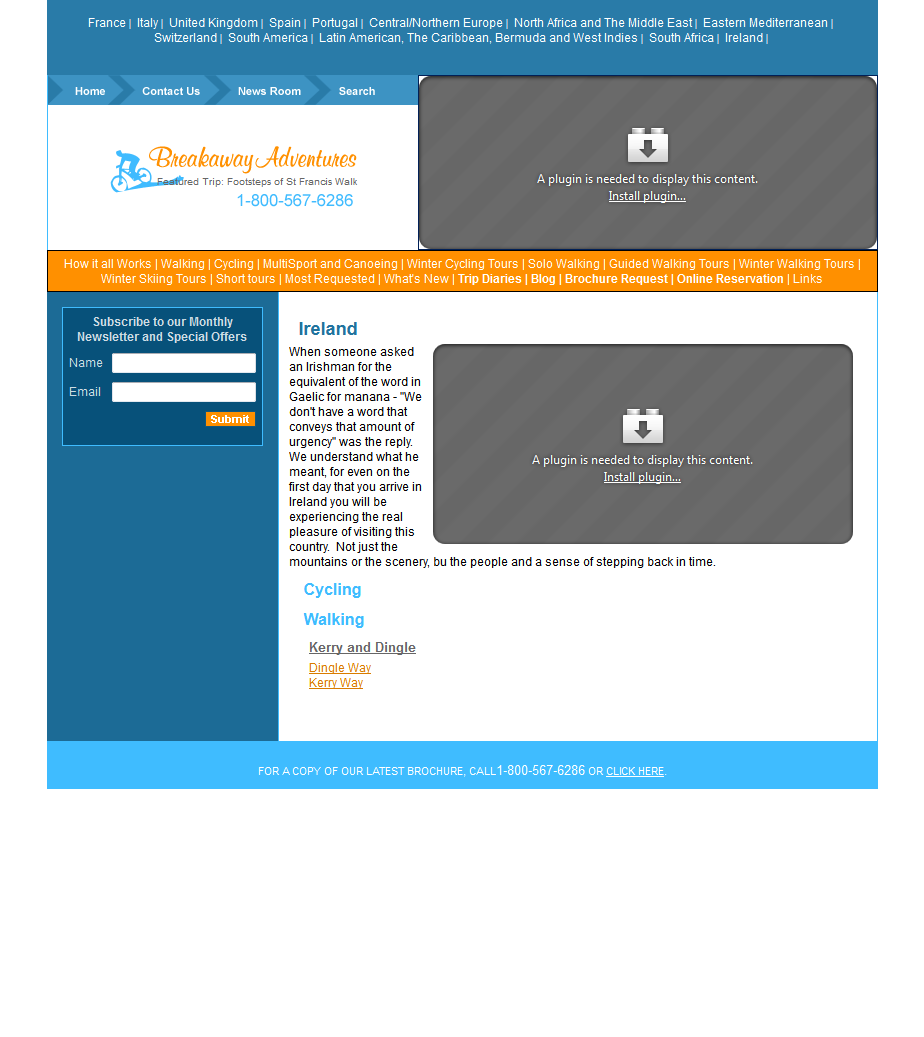 France | Italy | United Kingdom | Spain | Portugal | Central/Northern Europe | North Africa and The Middle East | Eastern Mediterranean |
Switzerland | South America | Latin American, The Caribbean, Bermuda and West Indies | South Africa | Ireland |
Home Contact Us News Room Search
Breakaway Adventures
Featured Trip: Footsteps of St Francis Walk
1-800-567-6286
A plugin is needed to display this content.
Install plugin...
How it all Works | Walking | Cycling | MultiSport and Canoeing | Winter Cycling Tours | Solo Walking | Guided Walking Tours | Winter Walking Tours |
Winter Skiing Tours | Short tours | Most Requested | What's New | Trip Diaries | Blog | Brochure Request | Online Reservation | Links
Subscribe to our Monthly
Newsletter and Special Offers
Name
Email
Submit
Ireland
When someone asked
an Irishman for the
equivalent of the word in
Gaelic for manana - "We
don't have a word that
conveys that amount of
urgency" was the reply.
We understand what he
meant, for even on the
first day that you arrive in
Ireland you will be
experiencing the real
pleasure of visiting this
country. Not just the
mountains or the scenery, bu the people and a sense of stepping back in time.
A plugin is needed to display this content.
Install plugin...
Cycling
Walking
Kerry and Dingle
Dingle Way
Kerry Way
FOR A COPY OF OUR LATEST BROCHURE, CALL1-800-567-6286 OR CLICK HERE.